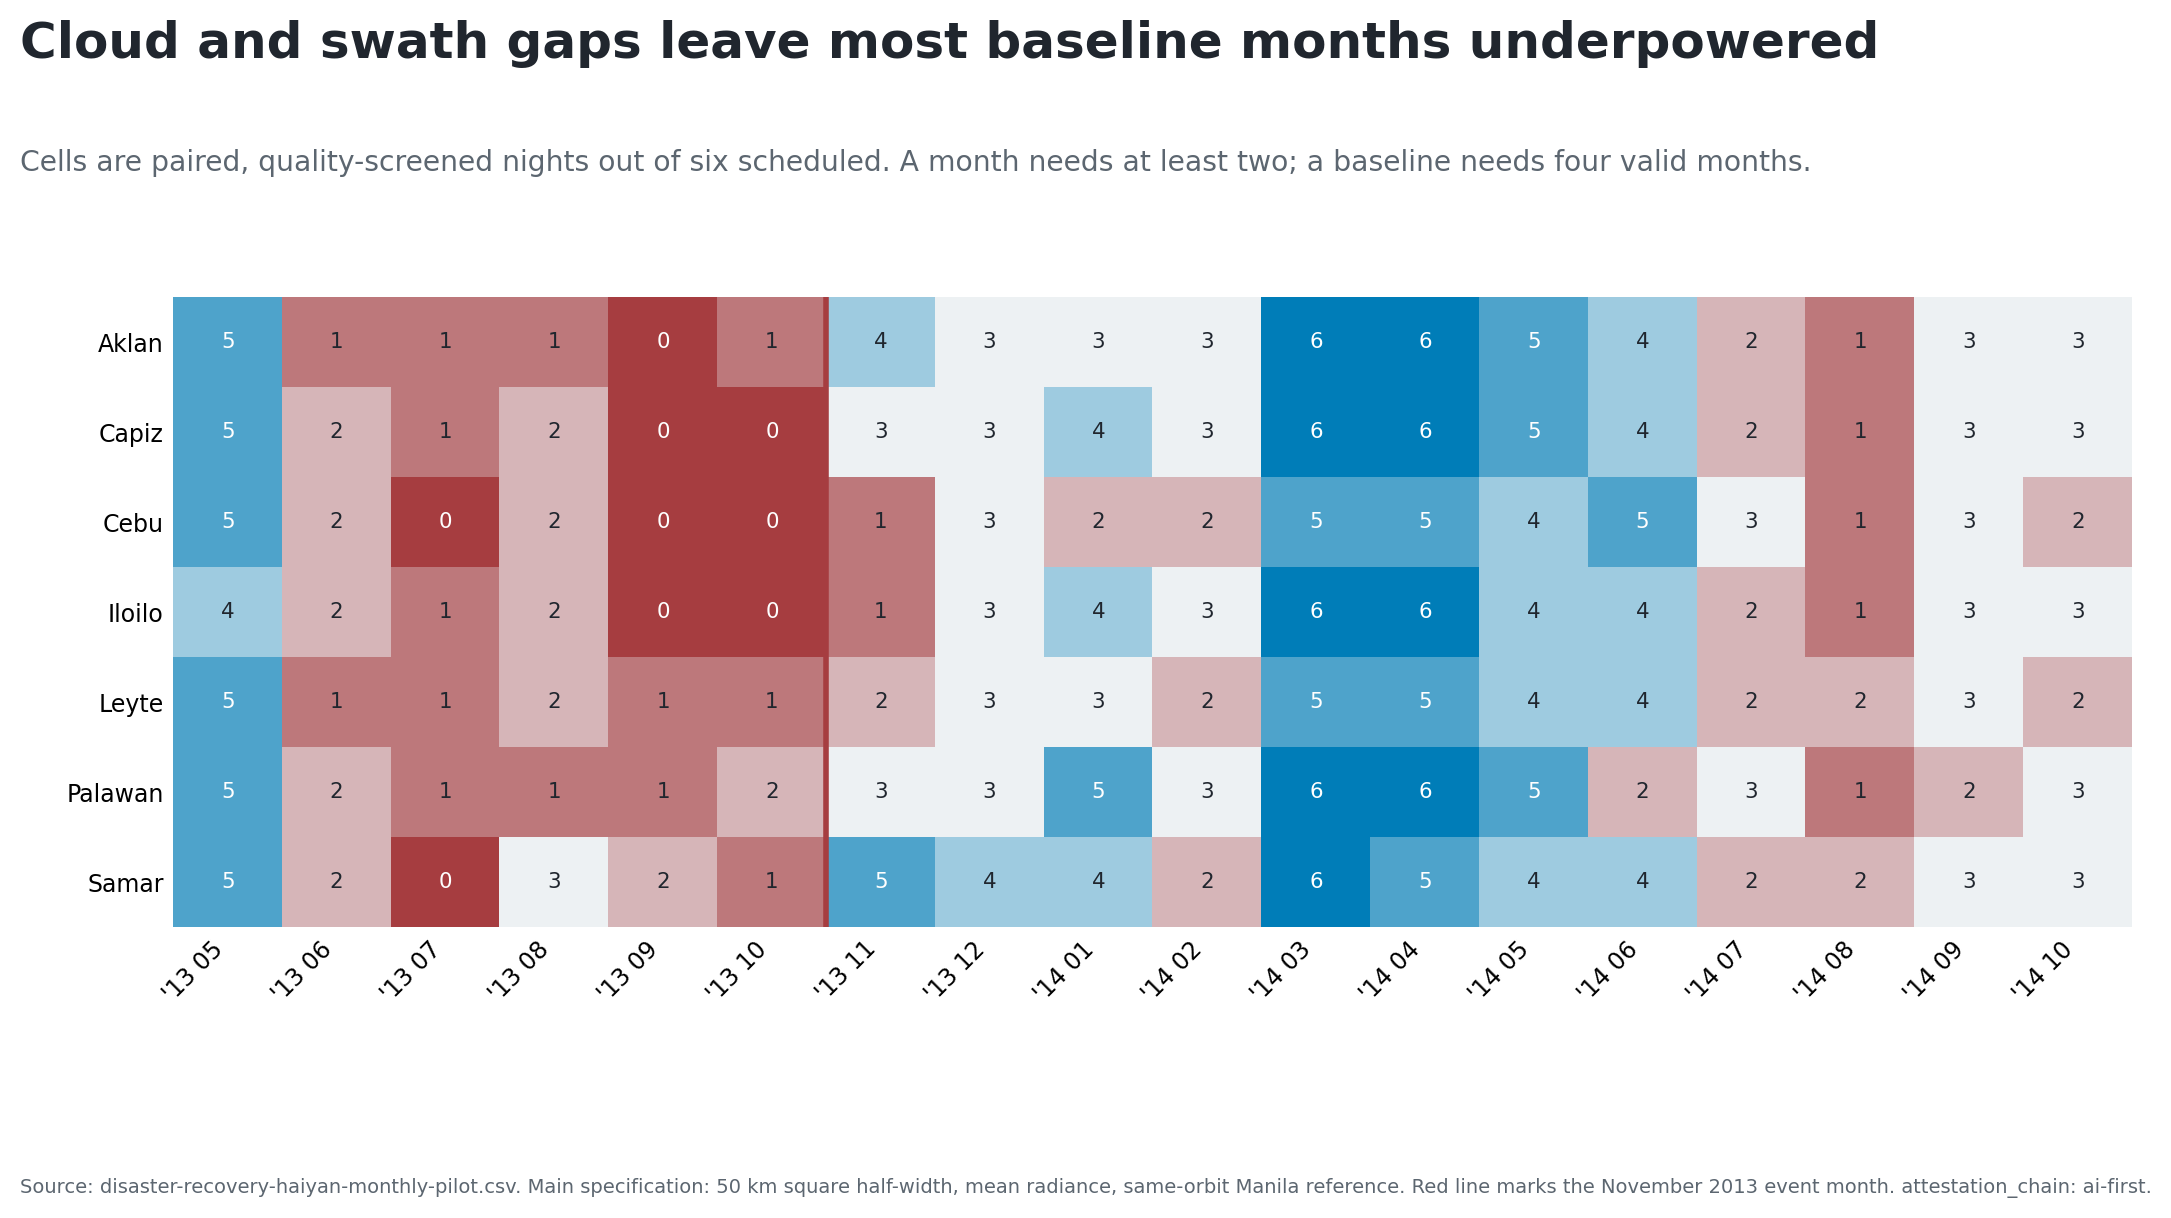 Cloud and swath gaps leave most baseline months underpowered
Cells are paired, quality-screened nights out of six scheduled. A month needs at least two; a baseline needs four valid months.
Aklan 5 1 1 1 0 1 4 3 3 3 6 6 5 4 2 1 3 3
Capiz 5 2 1 2 0 0 3 3 4 3 6 6 5 4 2 1 3 3
Cebu 5 2 0 2 0 0 1 3 2 2 5 5 4 5 3 1 3 2
Iloilo 4 2 1 2 0 0 1 3 4 3 6 6 4 4 2 1 3 3
Leyte 5 1 1 2 1 1 2 3 3 2 5 5 4 4 2 2 3 2
Palawan 5 2 1 1 1 2 3 3 5 3 6 6 5 2 3 1 2 3
Samar 5 2 0 3 2 1 5 4 4 2 6 5 4 4 2 2 3 3
'13 05 '13 06 '13 07 '13 08 '13 09 '13 10 '13 11 '13 12 '14 01 '14 02 '14 03 '14 04 '14 05 '14 06 '14 07 '14 08 '14 09 '14 10
Source: disaster-recovery-haiyan-monthly-pilot.csv. Main specification: 50 km square half-width, mean radiance, same-orbit Manila reference. Red line marks the November 2013 event month. attestation_chain: ai-first.